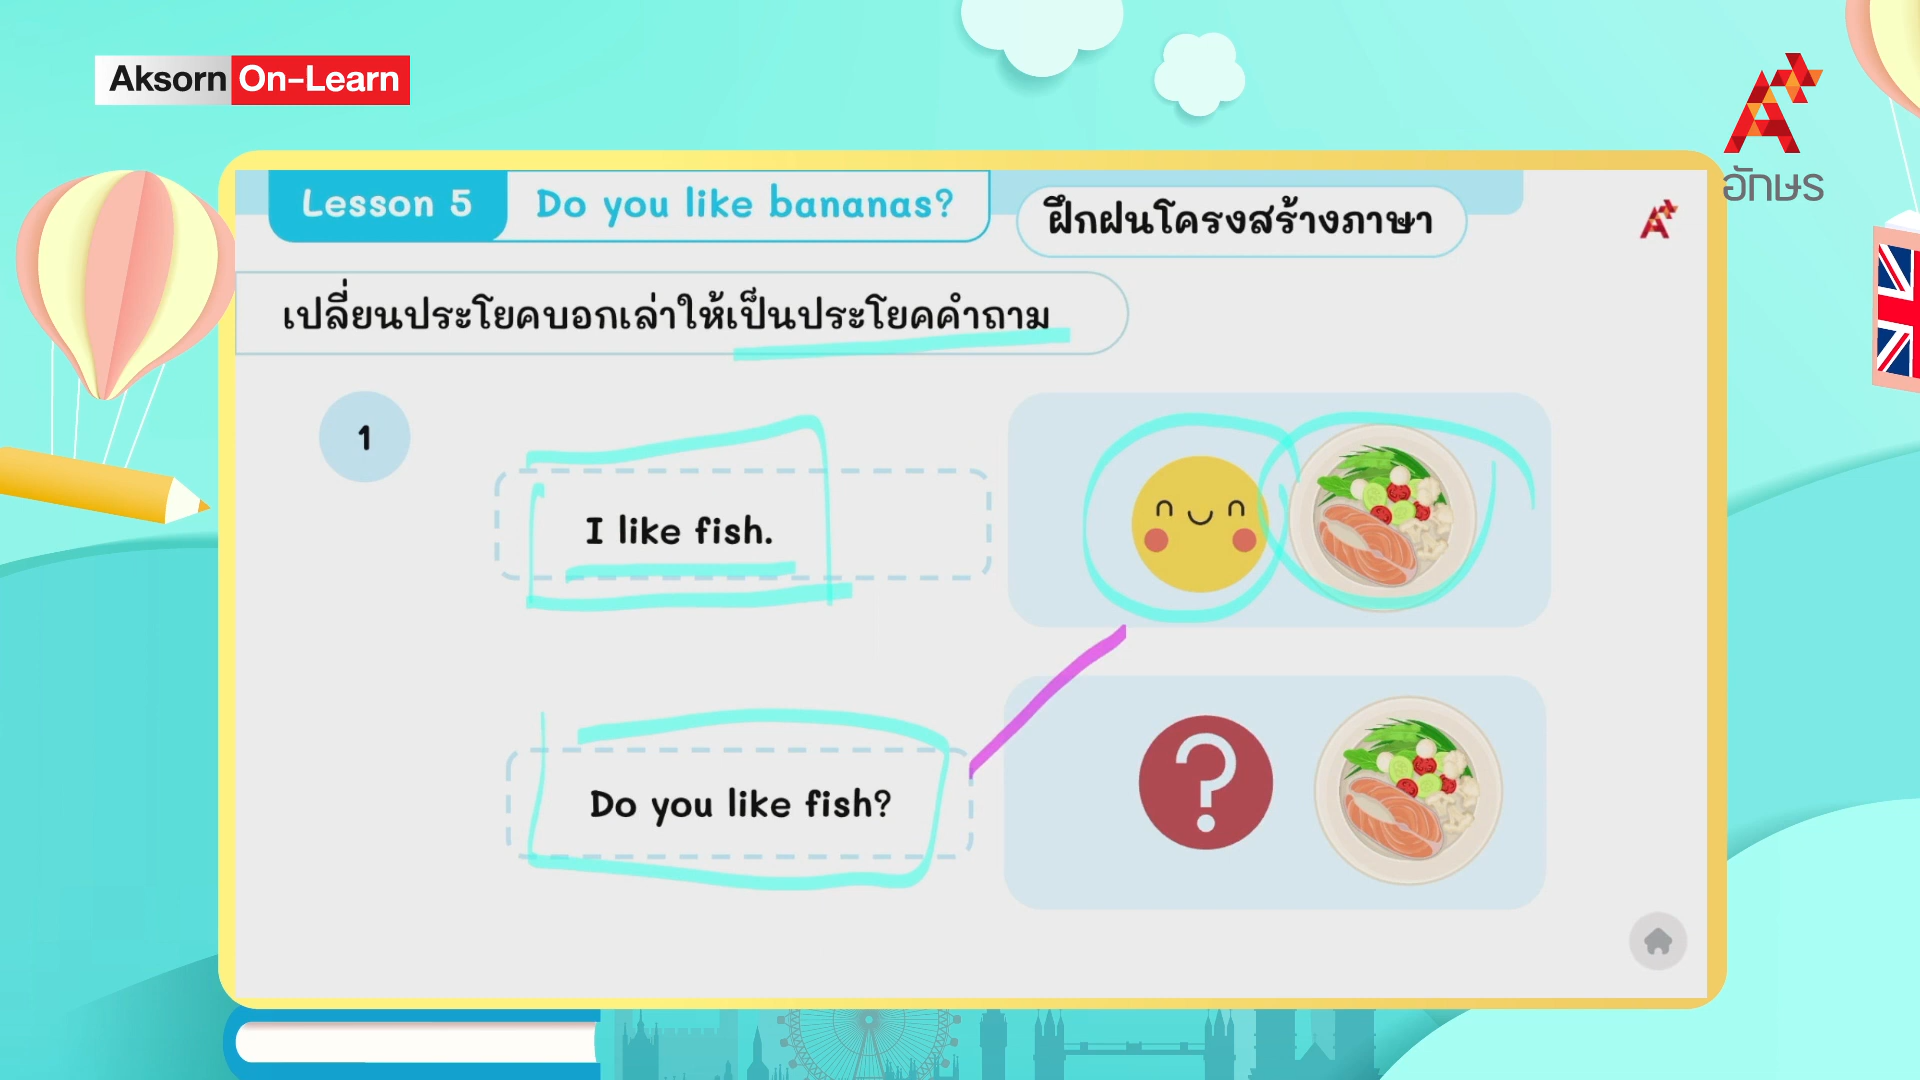 Aksorn On-Learn
อักษร
Lesson 5 Do you like bananas? ฝึกฝนโครงสร้างภาษา
เปลี่ยนประโยคบอกเล่าให้เป็นประโยคคำถาม
1
I like fish.
Do you like fish?
?